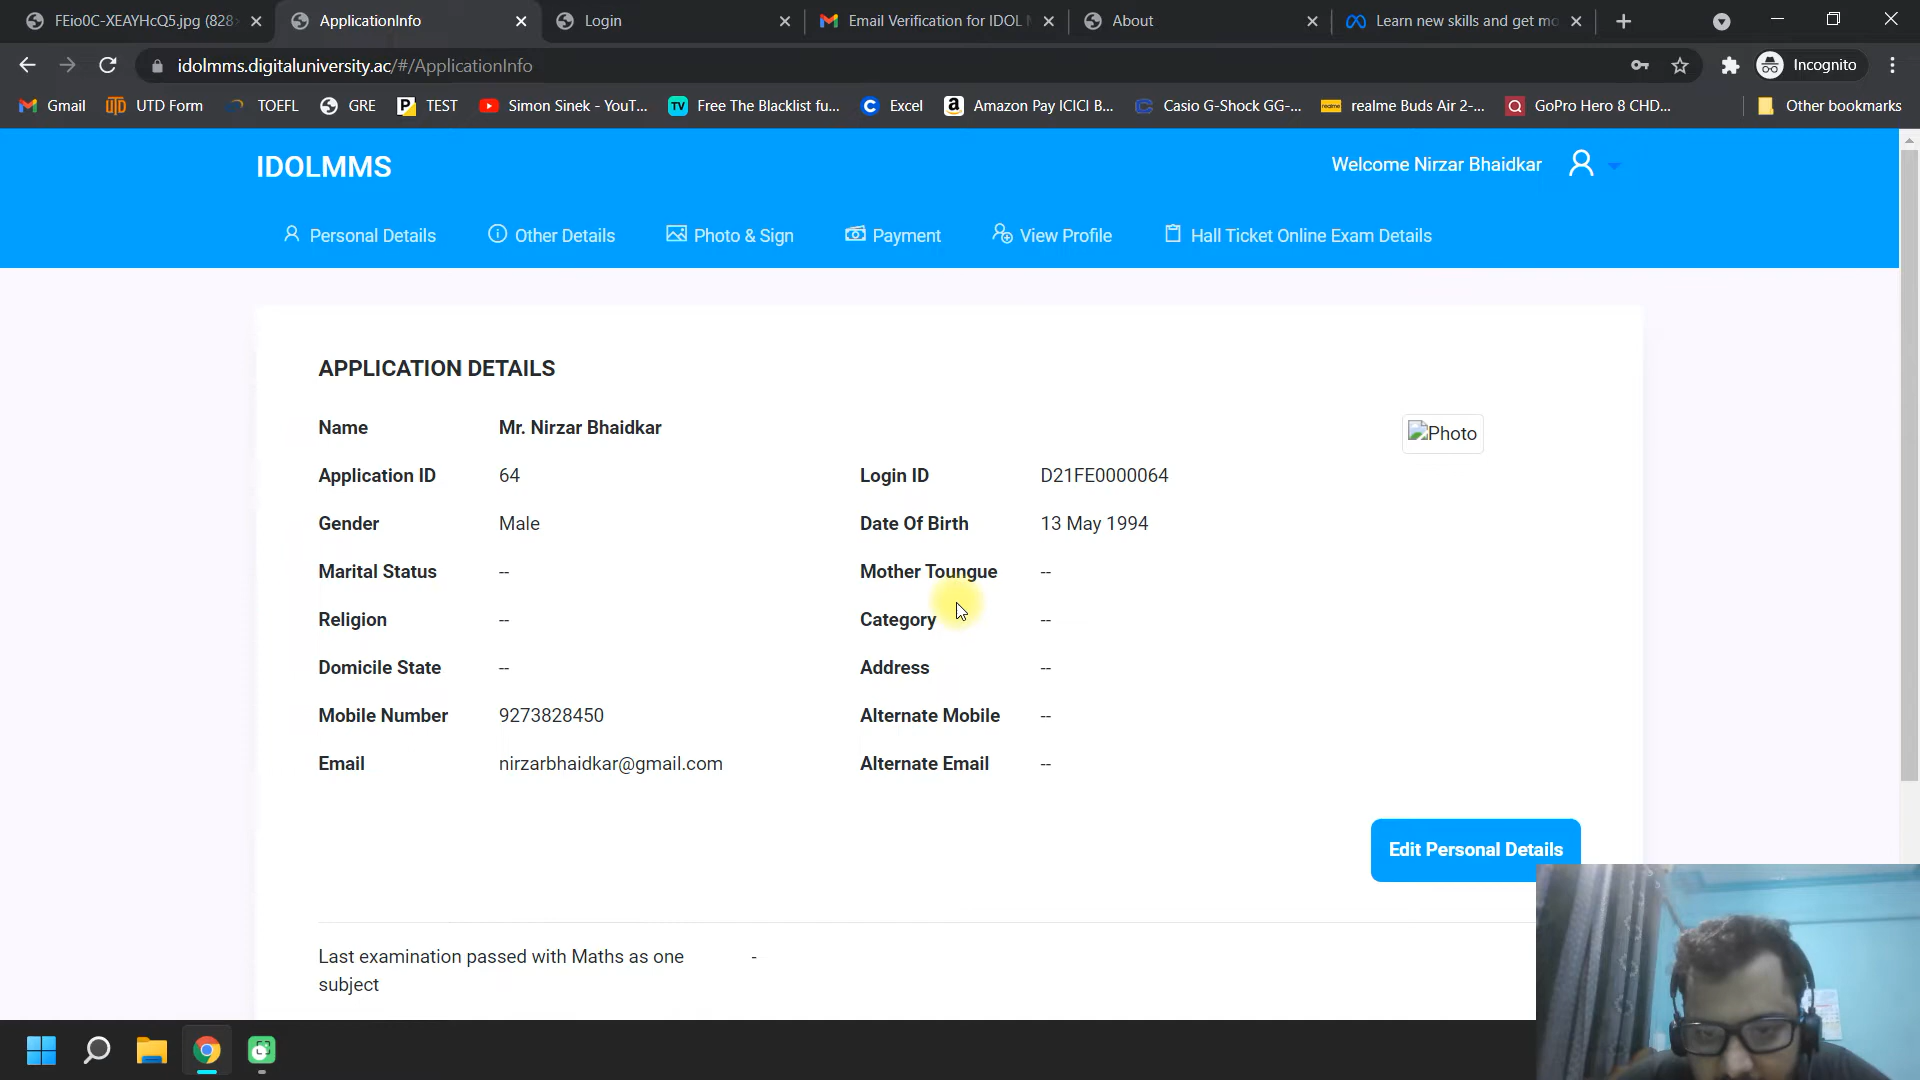 FEio0C-XEAYHcQ5.jpg (828
ApplicationInfo
Login
Email Verification for IDOL
About
Learn new skills and get mo
idolmms.digitaluniversity.ac/#/ApplicationInfo
Incognito
Gmail
UTD Form
TOEFL
GRE
TEST
Simon Sinek - YouT...
Free The Blacklist fu...
Excel
Amazon Pay ICICI B...
Casio G-Shock GG-...
realme Buds Air 2-...
GoPro Hero 8 CHD...
Other bookmarks
IDOLMMS
Welcome Nirzar Bhaidkar
Personal Details
Other Details
Photo & Sign
Payment
View Profile
Hall Ticket Online Exam Details
APPLICATION DETAILS
Name Mr. Nirzar Bhaidkar
Photo
Application ID 64 Login ID D21FE0000064
Gender Male Date Of Birth 13 May 1994
Marital Status -- Mother Toungue --
Religion -- Category --
Domicile State -- Address --
Mobile Number 9273828450 Alternate Mobile --
Email nirzarbhaidkar@gmail.com Alternate Email --
Edit Personal Details
Last examination passed with Maths as one -
subject